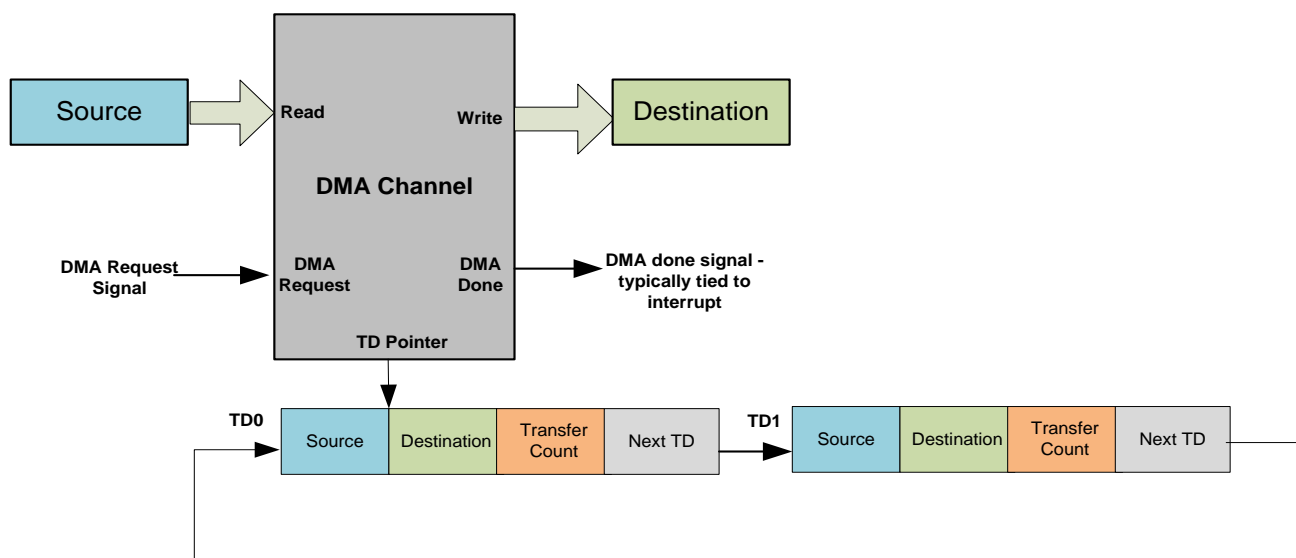 Source
Read
Write
Destination
DMA Channel
DMA Request
Signal
DMA
Request
DMA
Done
DMA done signal -
typically tied to
interrupt
TD Pointer
TD0
Source
Destination
Transfer
Count
Next TD
TD1
Source
Destination
Transfer
Count
Next TD